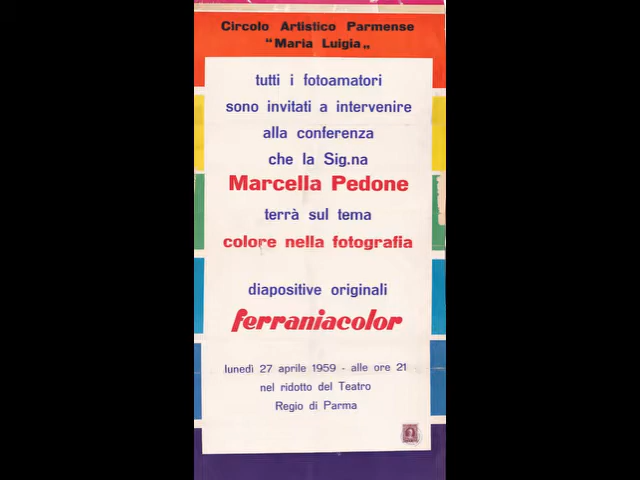 Circolo Artistico Parmense
"Maria Luigia„
tutti i fotoamatori
sono invitati a intervenire
alla conferenza
che la Sig.na
Marcella Pedone
terrà sul tema
colore nella fotografia
diapositive originali
ferraniacolor
lunedì 27 aprile 1959 - alle ore 21
nel ridotto del Teatro
Regio di Parma